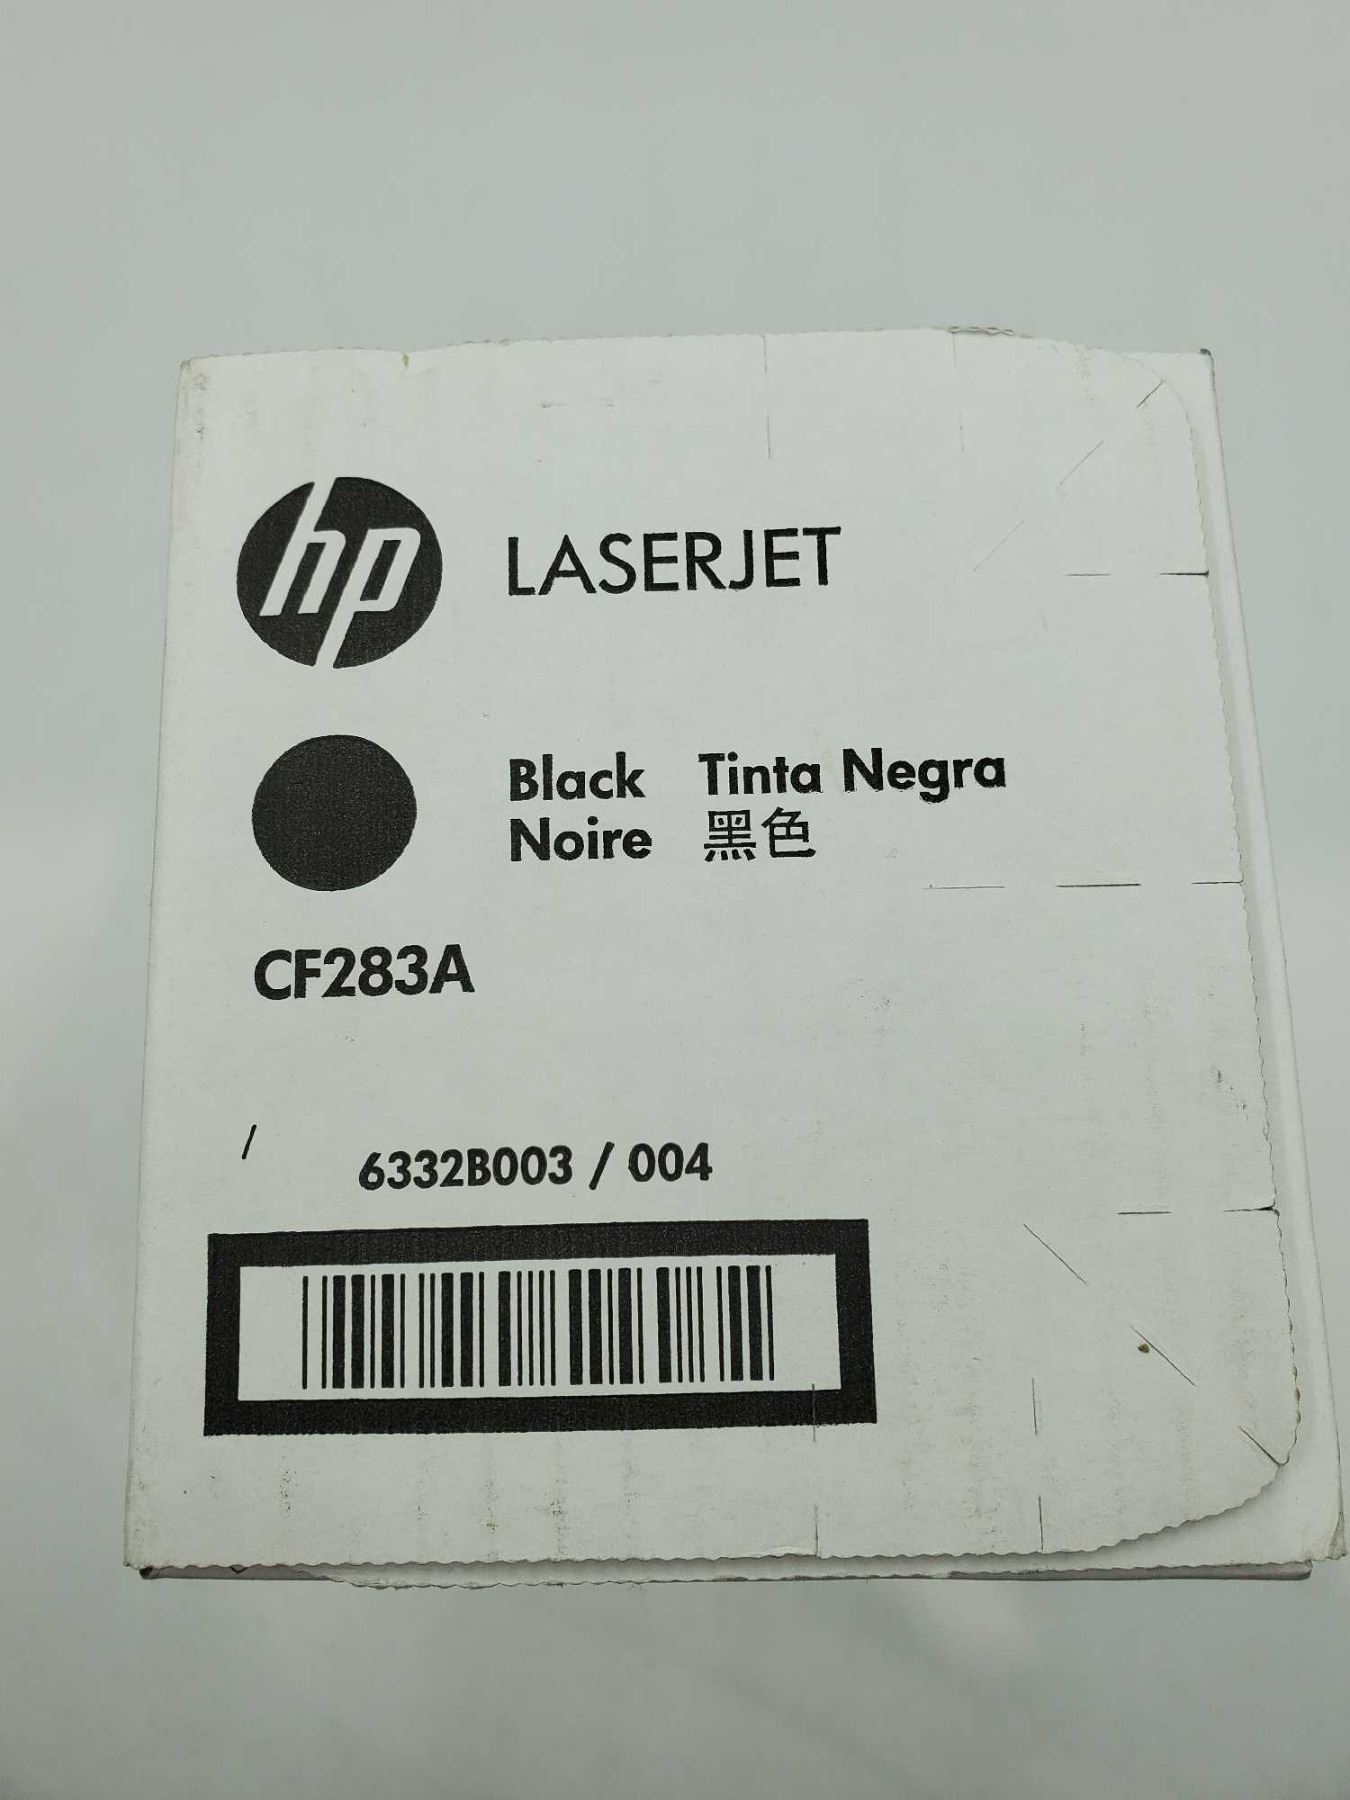 hp LASERJET
Black Tinta Negra
Noire 黑色
CF283A
6332B003 / 004